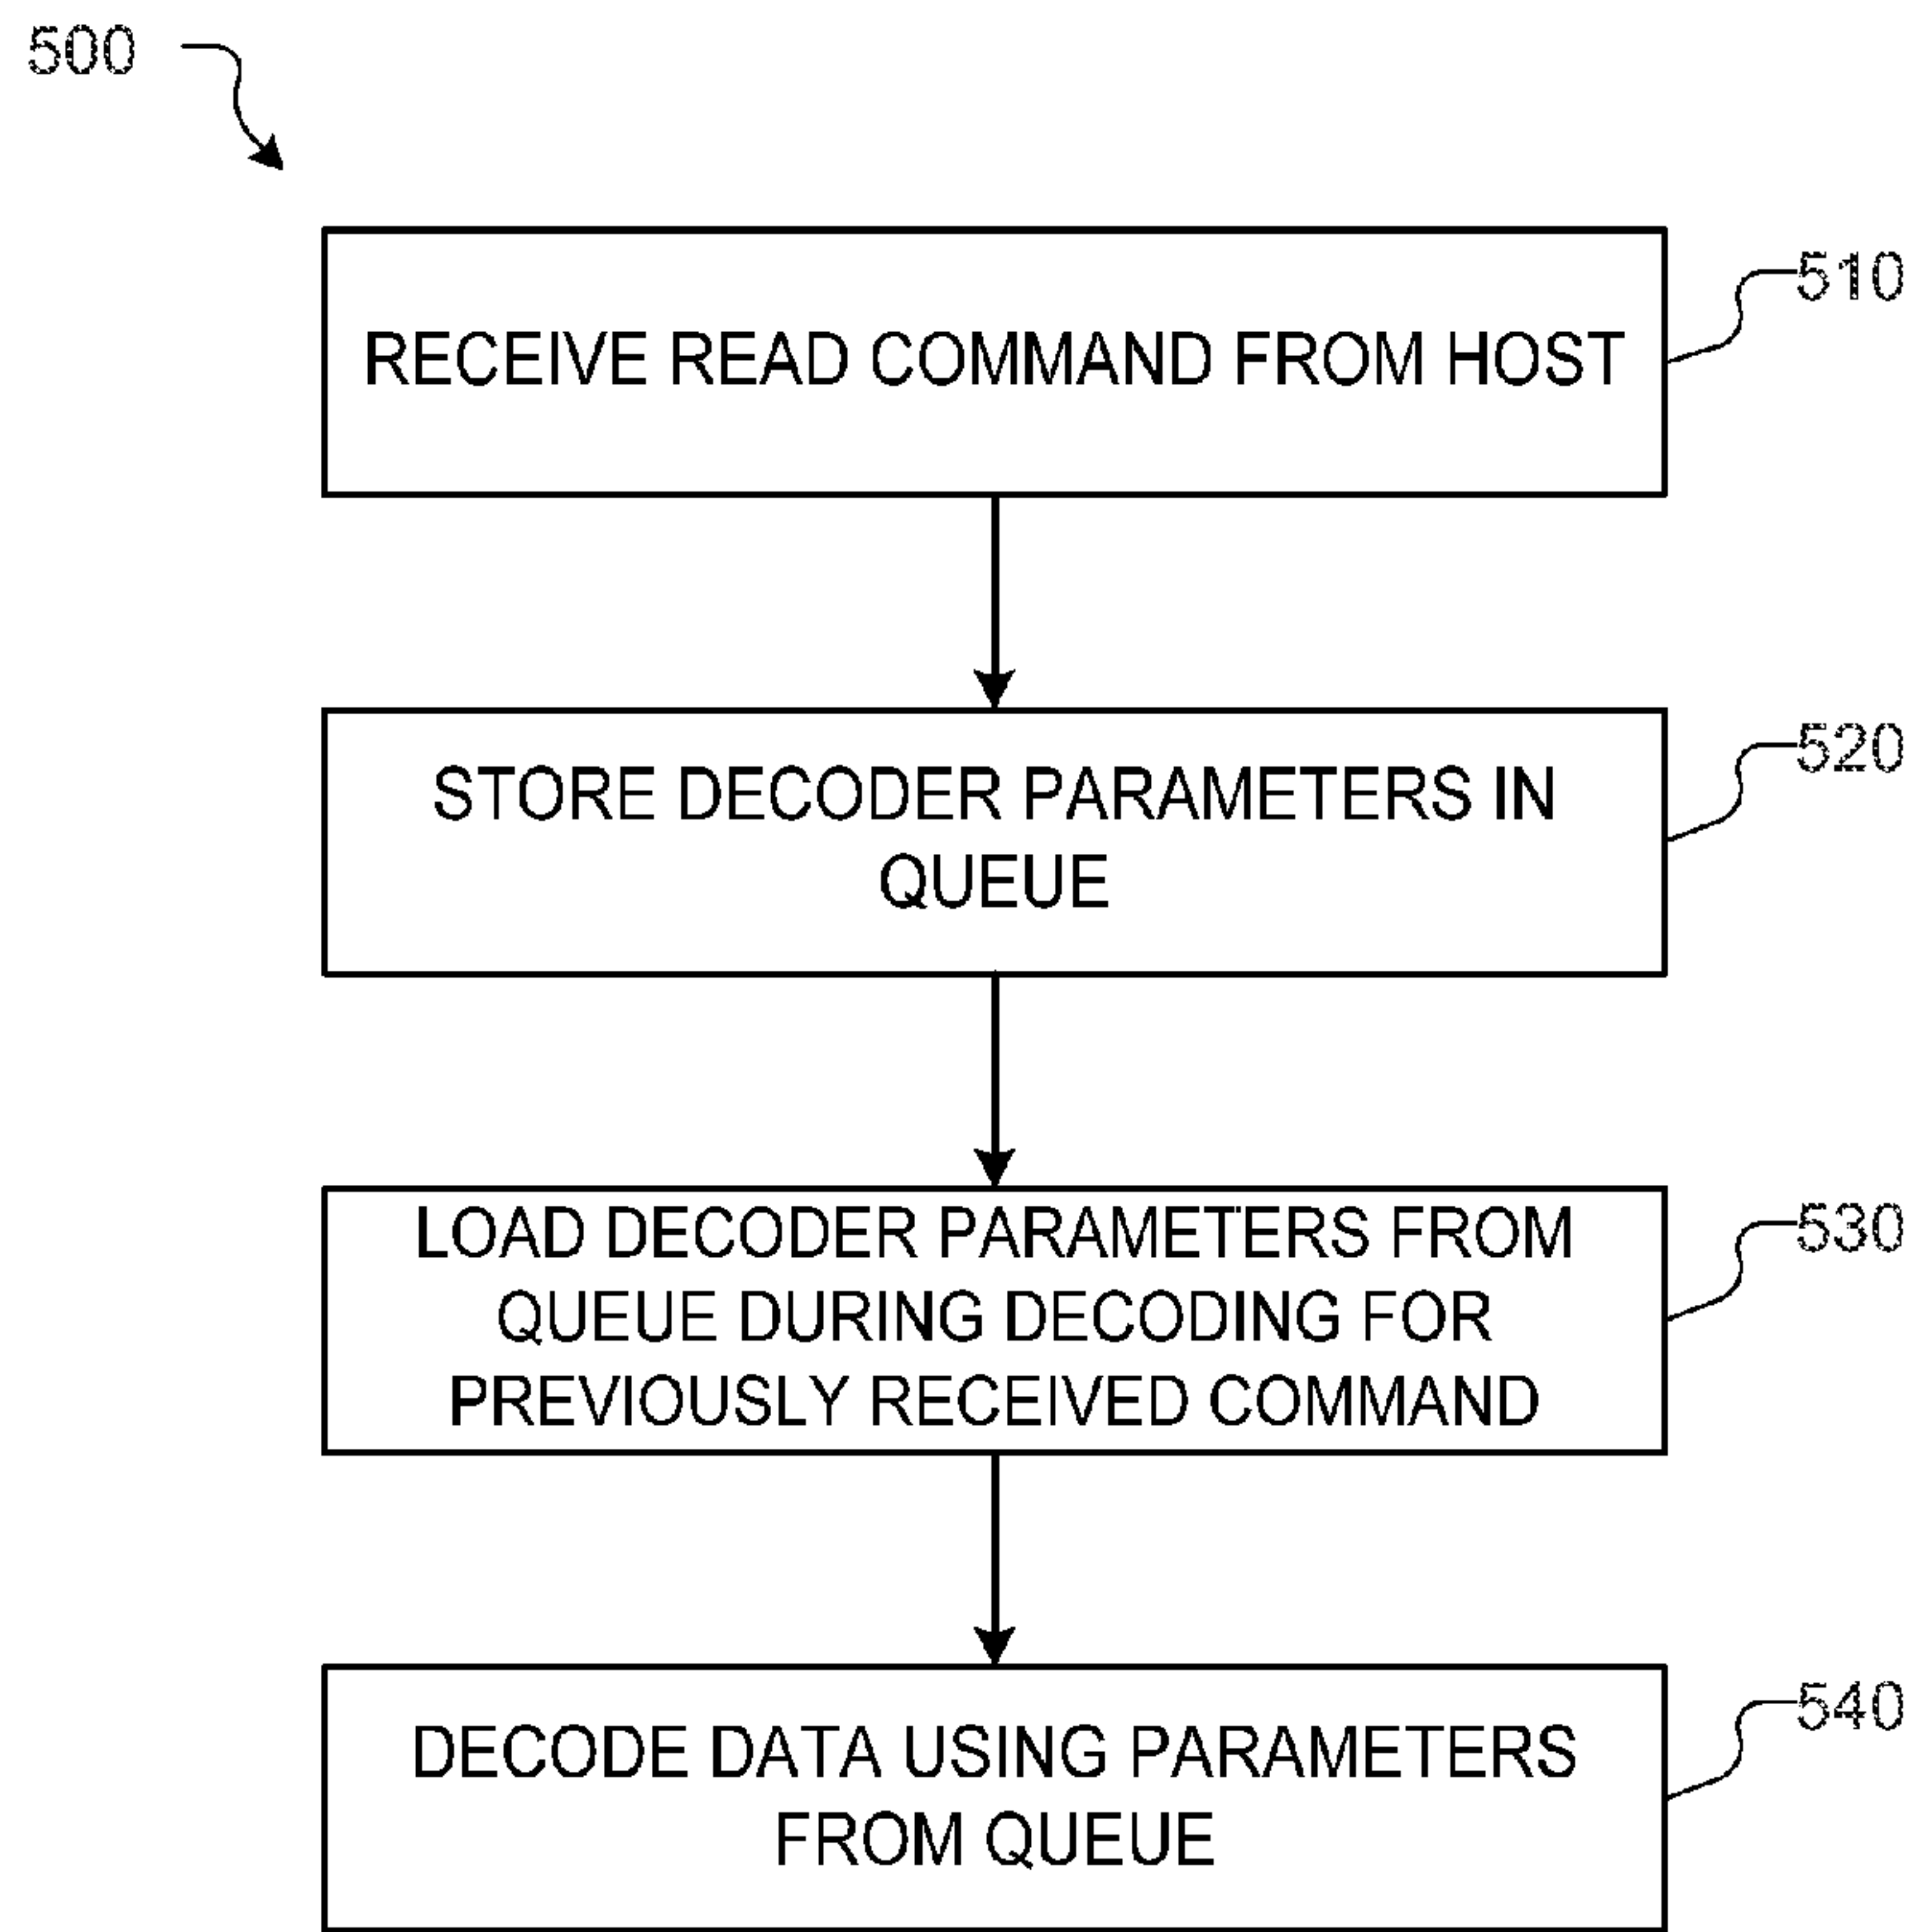 500
510
RECEIVE READ COMMAND FROM HOST
520
STORE DECODER PARAMETERS IN
QUEUE
530
LOAD DECODER PARAMETERS FROM
QUEUE DURING DECODING FOR
PREVIOUSLY RECEIVED COMMAND
540
DECODE DATA USING PARAMETERS
FROM QUEUE